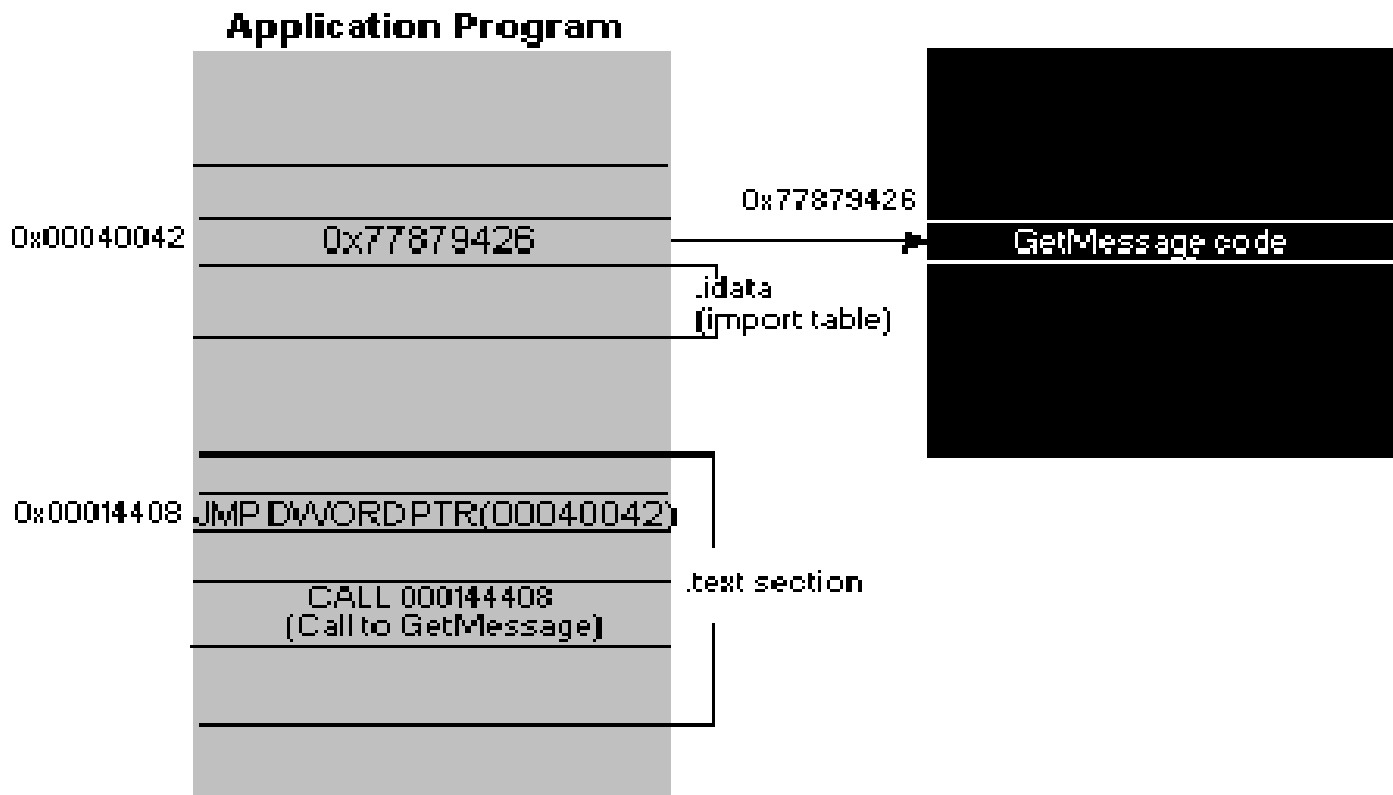 Application Program
0x77879426
0x00040042
0x77879426
GetMessage code
.idata
(import table)
0x00014408
JMP DWORD PTR(00040042)
.text section
CALL 000144408
(Call to GetMessage)